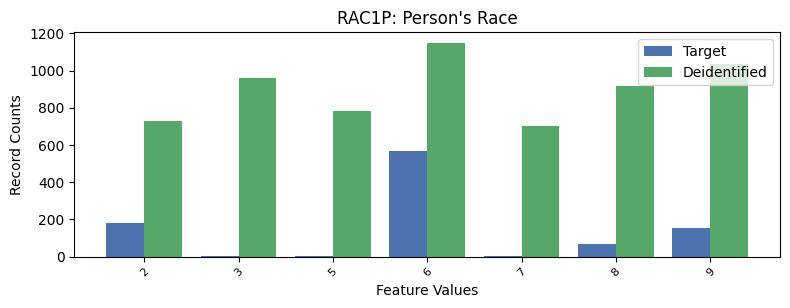 RAC1P: Person's Race
Record Counts
1200
1000
800
600
400
200
0
Target
Deidentified
2 3 5 6 7 8 9
Feature Values